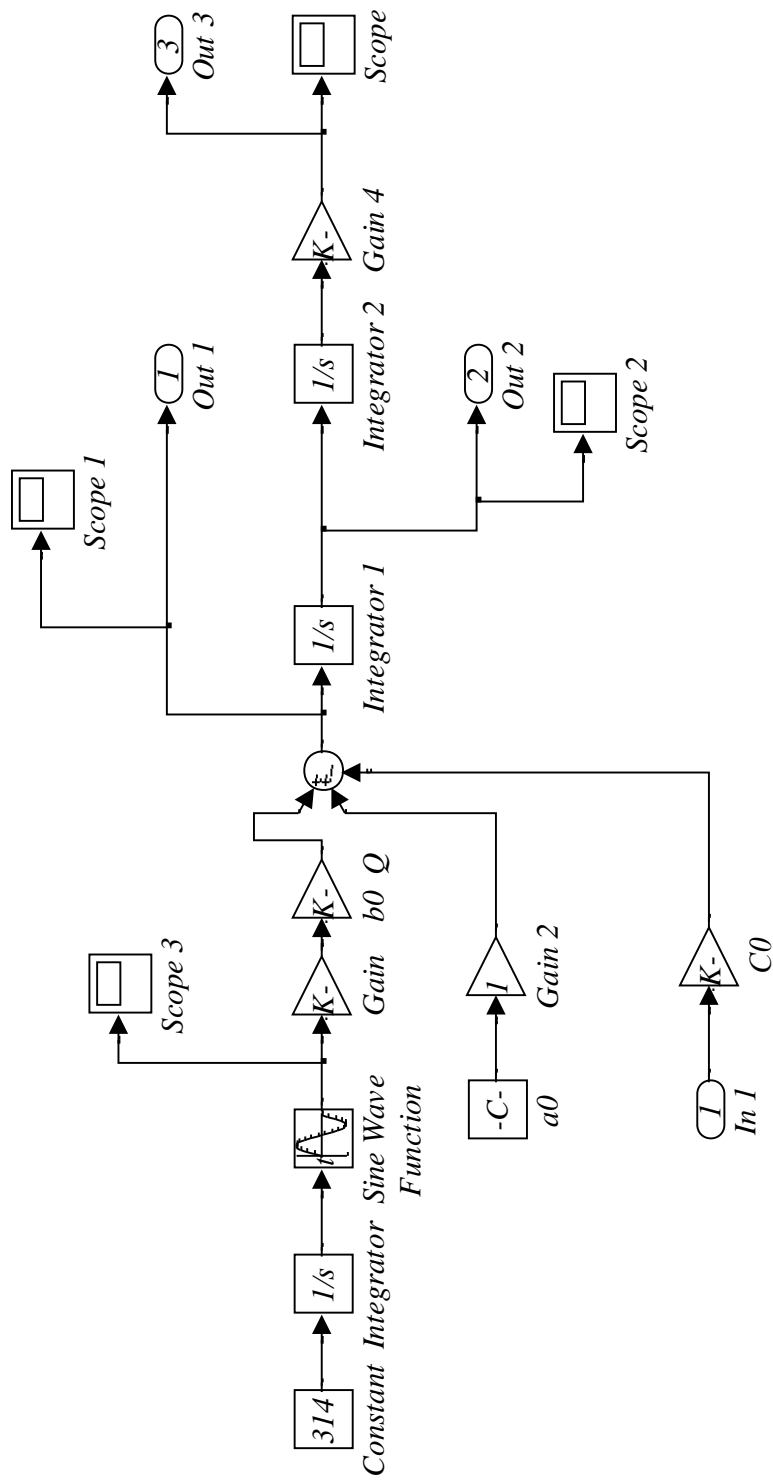 314
Constant
1/s
Integrator
t
Sine Wave
Function
Scope 3
K-
Gain
K-
b0 Q
-C-
a0
1
Gain 2
1
In 1
K-
C0
Scope 1
1
Out 1
1/s
Integrator 1
1/s
Integrator 2
2
Out 2
Scope 2
K-
Gain 4
3
Out 3
Scope